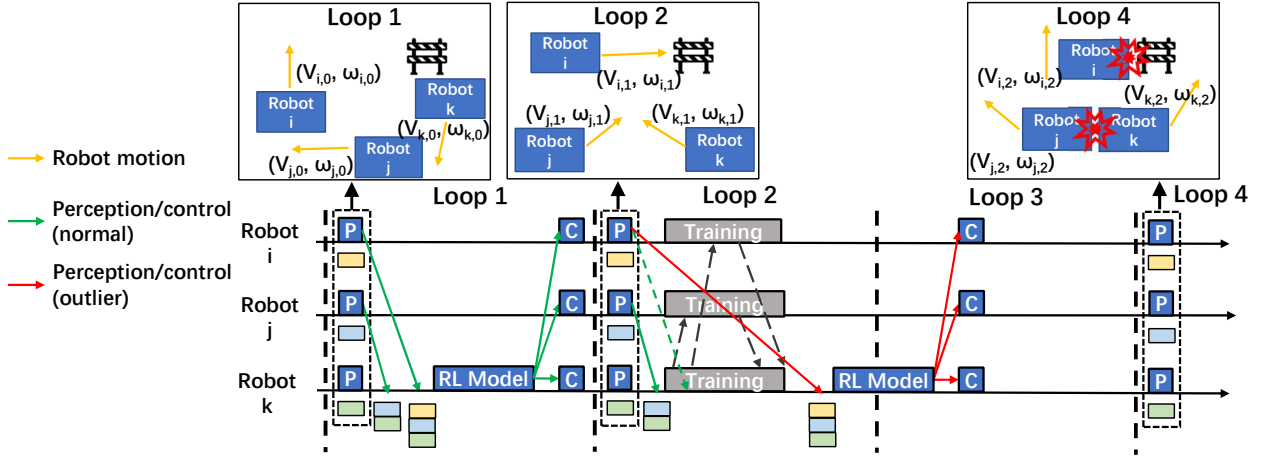 Loop 1
Robot
i
(V_{i,0}, ω_{i,0})
Robot
k
(V_{k,0}, ω_{k,0})
Robot
j
(V_{j,0}, ω_{j,0})
Loop 2
Robot
i
(V_{i,1}, ω_{i,1})
(V_{j,1}, ω_{j,1})
Robot
j
(V_{k,1}, ω_{k,1})
Robot
k
Loop 4
Robot
i
(V_{i,2}, ω_{i,2})
(V_{k,2}, ω_{k,2})
Robot
j
Robot
k
(V_{j,2}, ω_{j,2})
Robot motion
Perception/control
(normal)
Perception/control
(outlier)
Loop 1
Loop 2
Loop 3
Loop 4
Robot
i
P
C
P
Training
C
P
Robot
j
P
C
P
Training
C
P
Robot
k
P
RL Model
C
P
Training
RL Model
C
P